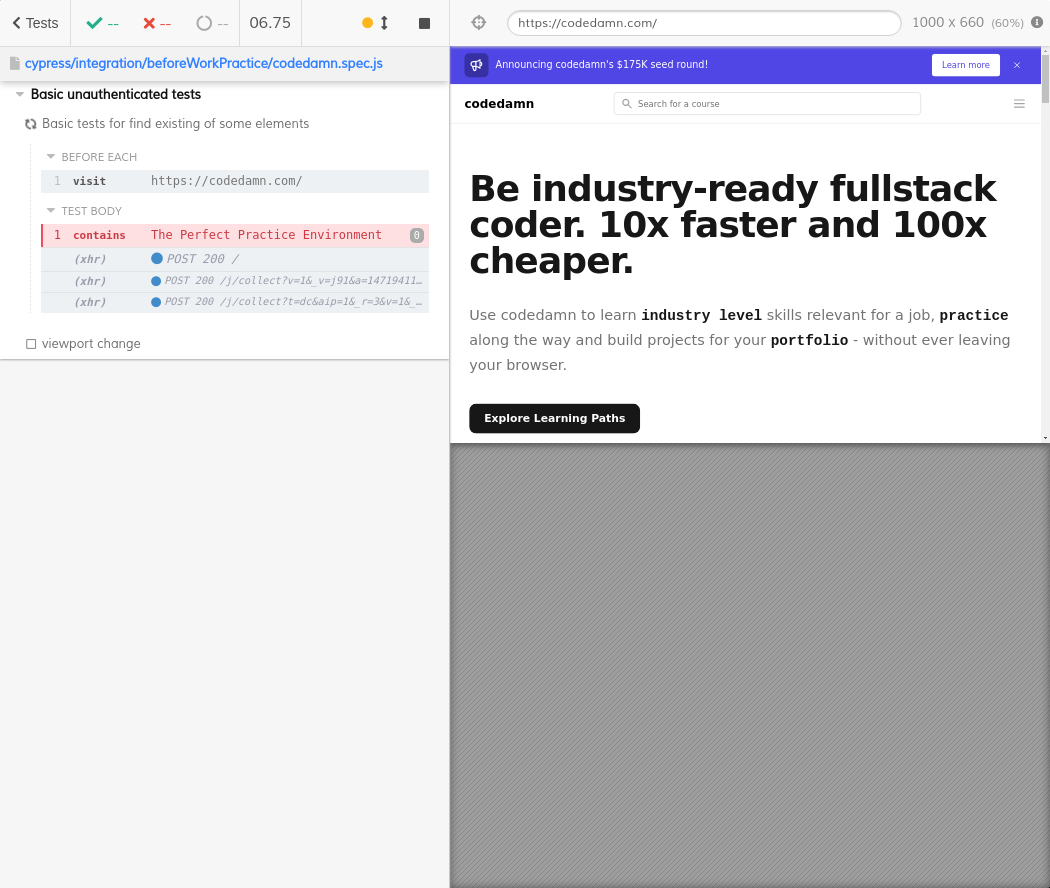 Tests
--
--
--
06.75
https://codedamn.com/
1000 x 660 (60%)
cypress/integration/beforeWorkPractice/codedamn.spec.js
Basic unauthenticated tests
Basic tests for find existing of some elements
BEFORE EACH
1 visit https://codedamn.com/
TEST BODY
1 contains The Perfect Practice Environment 0
(xhr) POST 200 /
(xhr) POST 200 /j/collect?v=1&_v=j91&a=14719411…
(xhr) POST 200 /j/collect?t=dc&aip=1&_r=3&v=1&_…
viewport change
Announcing codedamn's $175K seed round!
Learn more
codedamn
Search for a course
Be industry-ready fullstack
coder. 10x faster and 100x
cheaper.
Use codedamn to learn industry level skills relevant for a job, practice
along the way and build projects for your portfolio - without ever leaving
your browser.
Explore Learning Paths